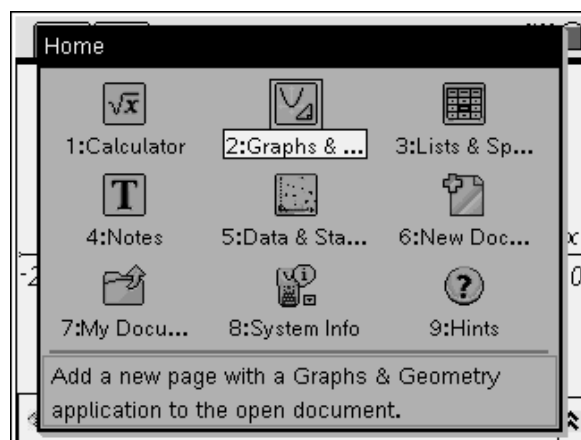 Home
1:Calculator 2:Graphs & ... 3:Lists & Sp...
4:Notes 5:Data & Sta... 6:New Doc...
7:My Docu... 8:System Info 9:Hints
Add a new page with a Graphs & Geometry
application to the open document.